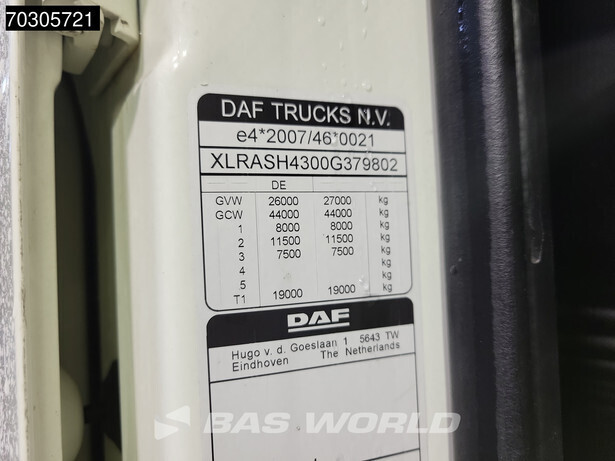 70305721
DAF TRUCKS N.V.
e4*2007/46*0021
XLRASH4300G379802
DE
GVW 26000 27000 kg
GCW 44000 44000 kg
1 8000 8000 kg
2 11500 11500 kg
3 7500 7500 kg
4 kg
5 kg
T1 19000 19000 kg
DAF
Hugo v. d. Goeslaan 1 5643 TW
Eindhoven The Netherlands
BAS WORLD